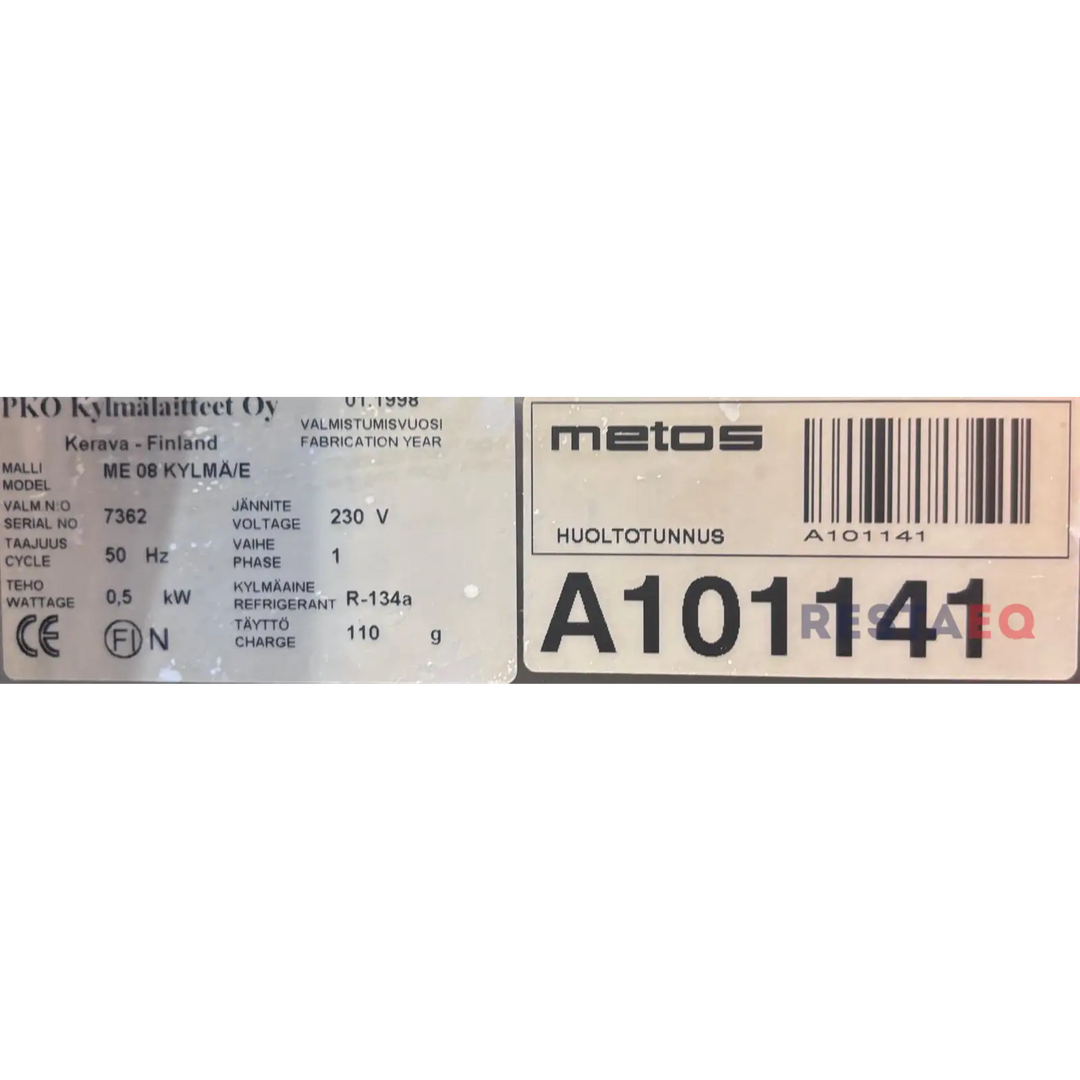 PKO Kylmälaitteet Oy
01.1998
Kerava - Finland
VALMISTUMISVUOSI
FABRICATION YEAR
MALLI
MODEL
ME 08 KYLMÄ/E
VALM.N:O
SERIAL NO
7362
JÄNNITE
VOLTAGE
230 V
TAAJUUS
CYCLE
50 Hz
VAIHE
PHASE
1
TEHO
WATTAGE
0,5 kW
KYLMÄAINE
REFRIGERANT
R-134a
CE
FI N
TÄYTTÖ
CHARGE
110 g
metos
HUOLTOTUNNUS
A101141
A101141
RESTAEQ